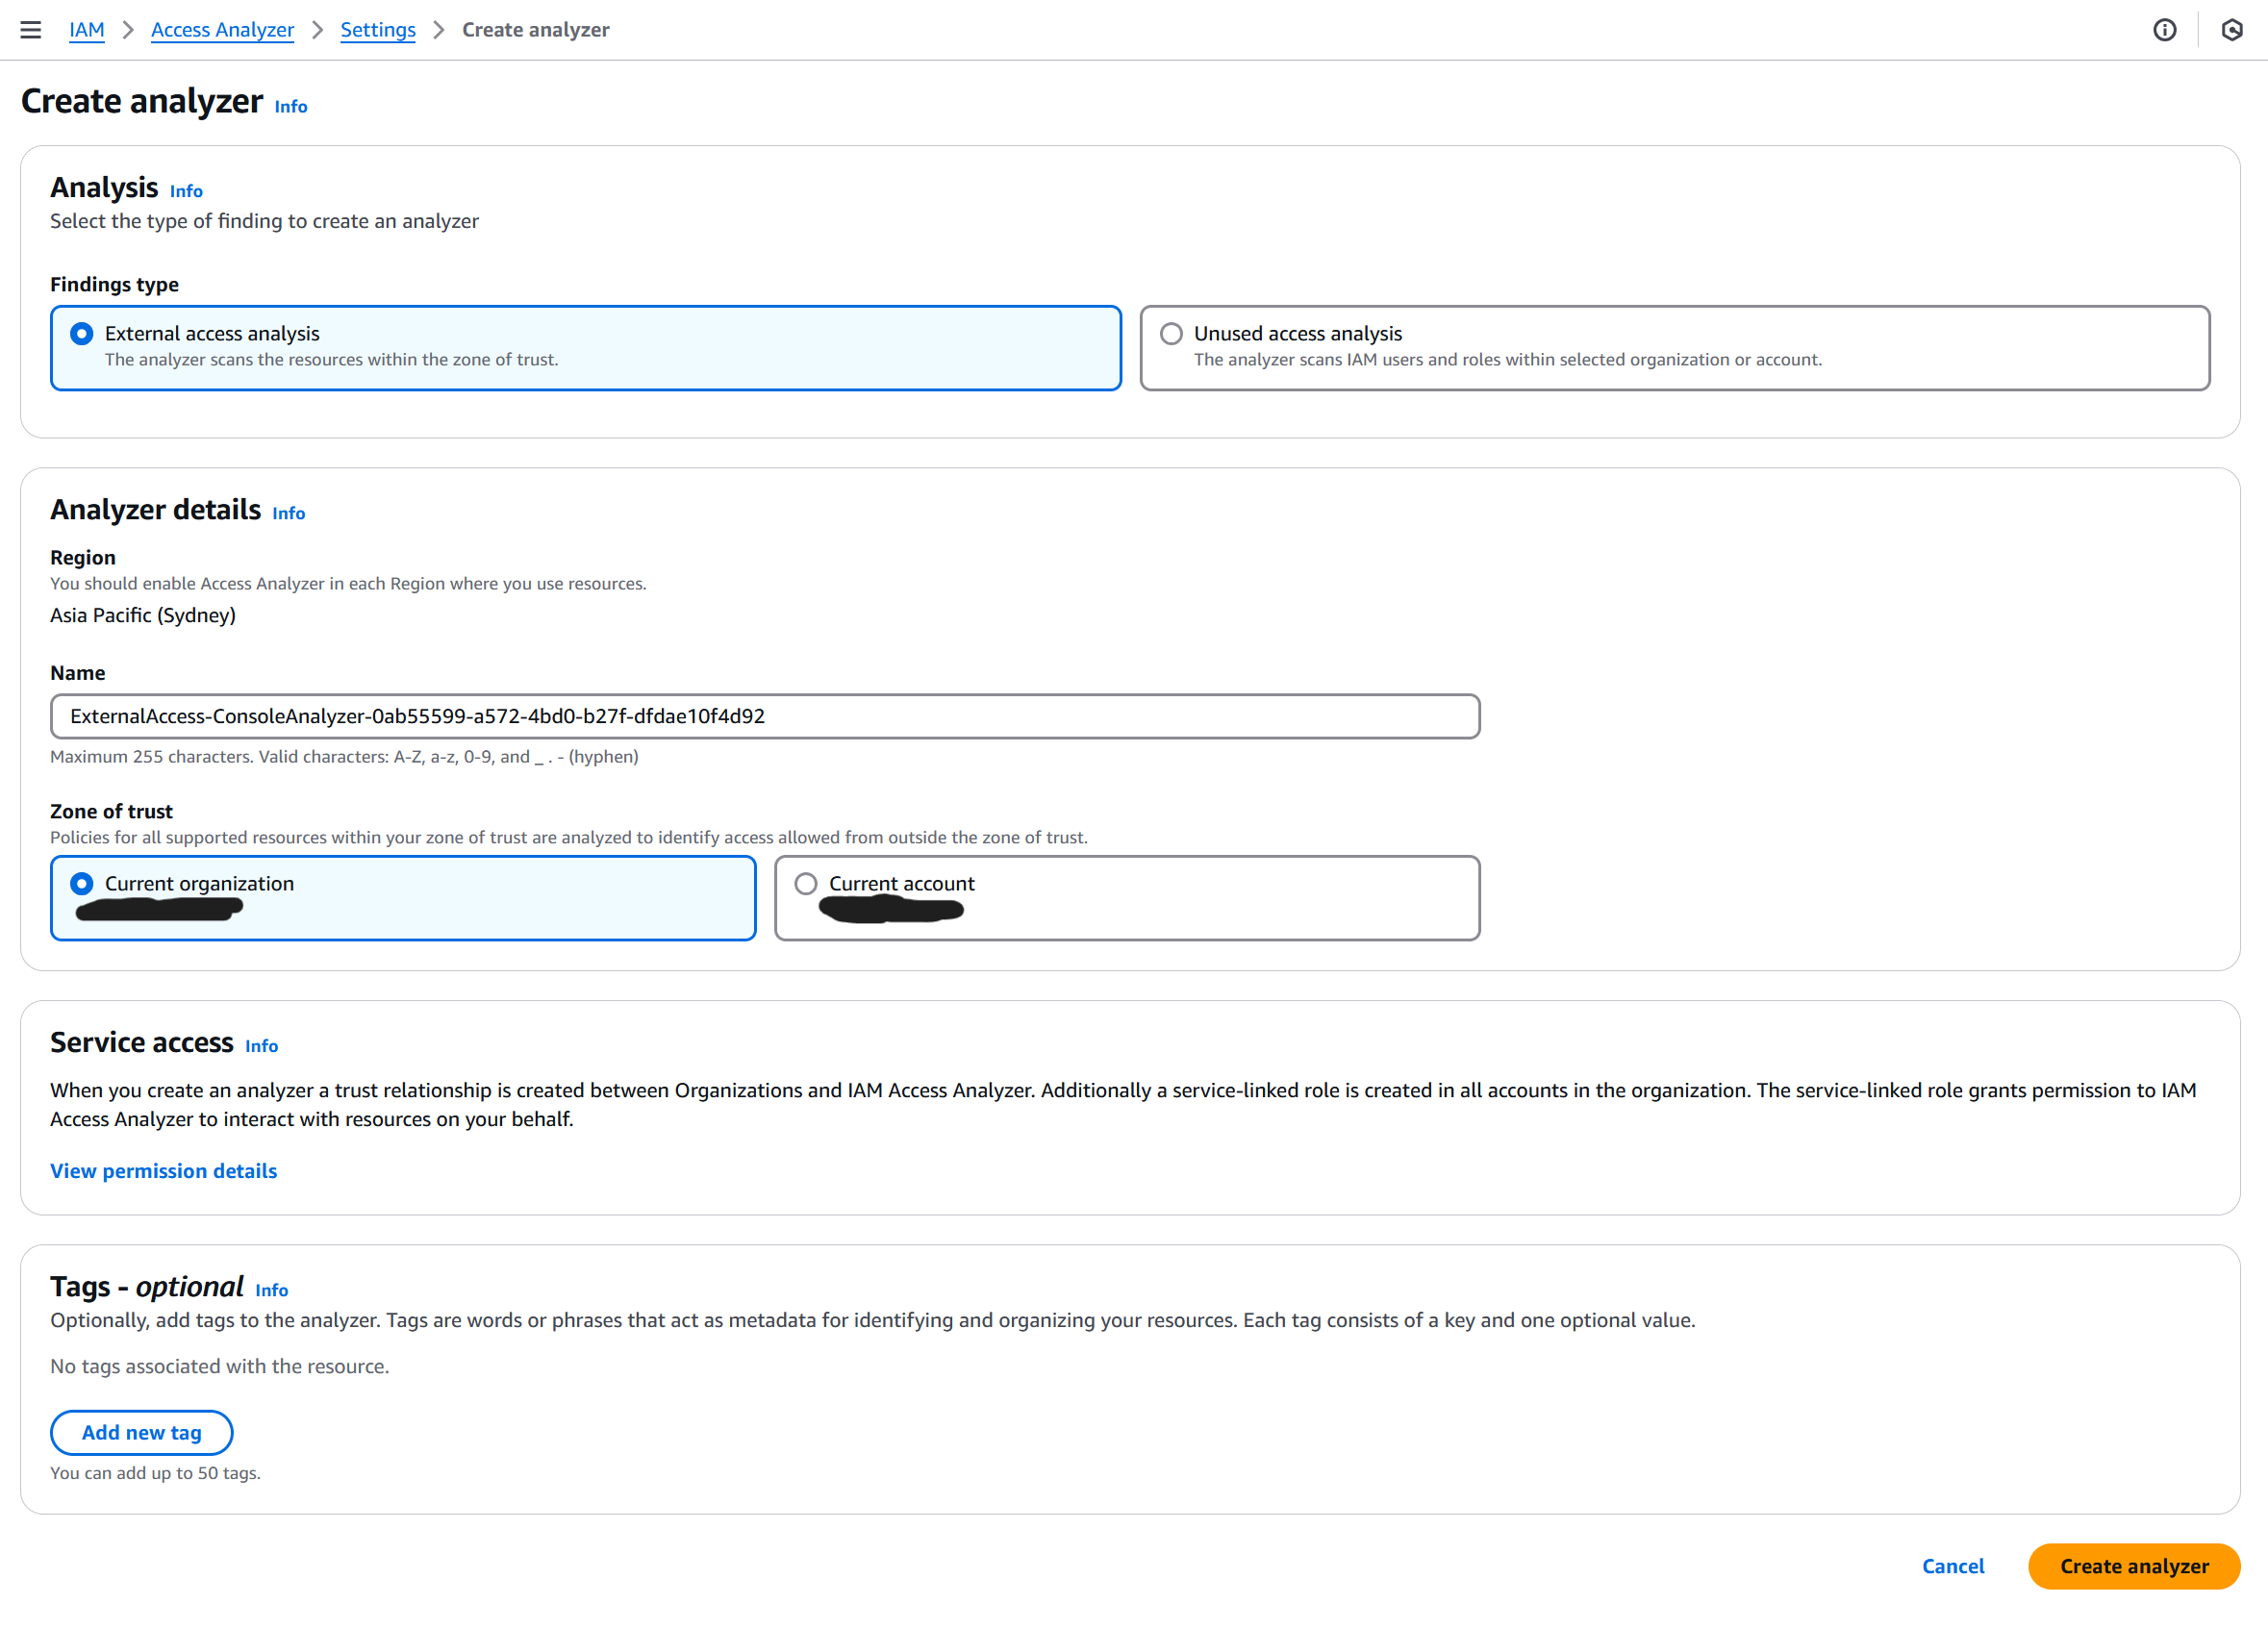 IAM > Access Analyzer > Settings > Create analyzer
Create analyzer Info
Analysis Info
Select the type of finding to create an analyzer
Findings type
External access analysis
The analyzer scans the resources within the zone of trust.
Unused access analysis
The analyzer scans IAM users and roles within selected organization or account.
Analyzer details Info
Region
You should enable Access Analyzer in each Region where you use resources.
Asia Pacific (Sydney)
Name
ExternalAccess-ConsoleAnalyzer-0ab55599-a572-4bd0-b27f-dfdae10f4d92
Maximum 255 characters. Valid characters: A-Z, a-z, 0-9, and _ . - (hyphen)
Zone of trust
Policies for all supported resources within your zone of trust are analyzed to identify access allowed from outside the zone of trust.
Current organization
Current account
Service access Info
When you create an analyzer a trust relationship is created between Organizations and IAM Access Analyzer. Additionally a service-linked role is created in all accounts in the organization. The service-linked role grants permission to IAM
Access Analyzer to interact with resources on your behalf.
View permission details
Tags - optional Info
Optionally, add tags to the analyzer. Tags are words or phrases that act as metadata for identifying and organizing your resources. Each tag consists of a key and one optional value.
No tags associated with the resource.
Add new tag
You can add up to 50 tags.
Cancel
Create analyzer